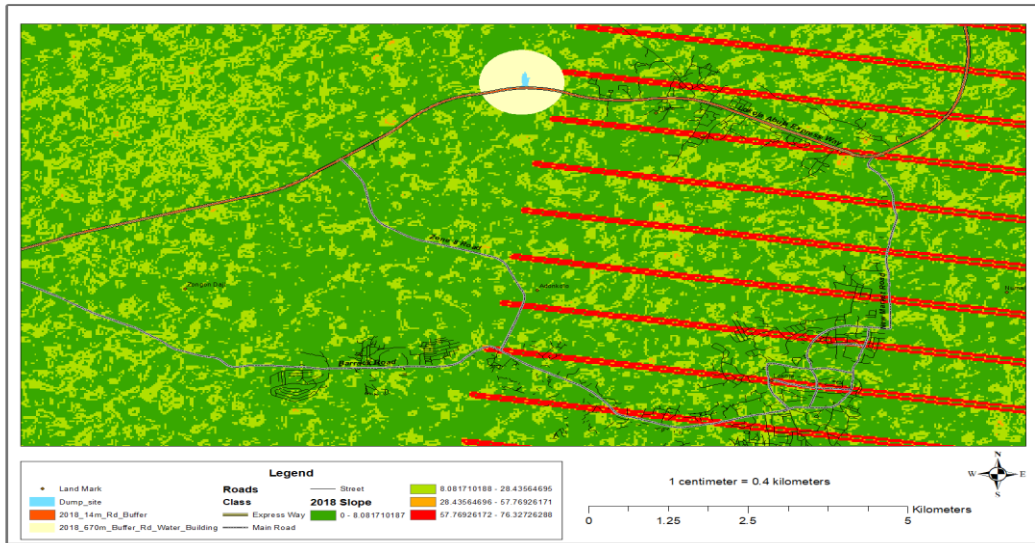 Barrack Road
Legend
Land Mark
Dump_site
2018_14m_Rd_Buffer
2018_670m_Buffer_Rd_Water_Building
Roads
Class
Express Way
Main Road
Street
2018 Slope
0 - 8.081710187
8.081710188 - 28.43564695
28.43564696 - 57.76926171
57.76926172 - 76.32726288
1 centimeter = 0.4 kilometers
N
W E
S
Kilometers
0 1.25 2.5 5